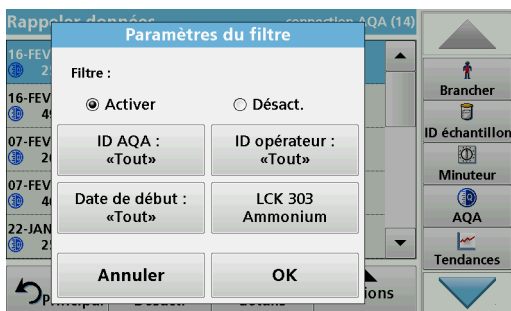 Rappeler données connection AQA (14)
Paramètres du filtre
Filtre :
Activer
Désact.
ID AQA :
«Tout»
ID opérateur :
«Tout»
Date de début :
«Tout»
LCK 303
Ammonium
Annuler
OK
16-FEV
16-FEV
07-FEV
07-FEV
22-JAN
Brancher
ID échantillon
Minuteur
AQA
Tendances